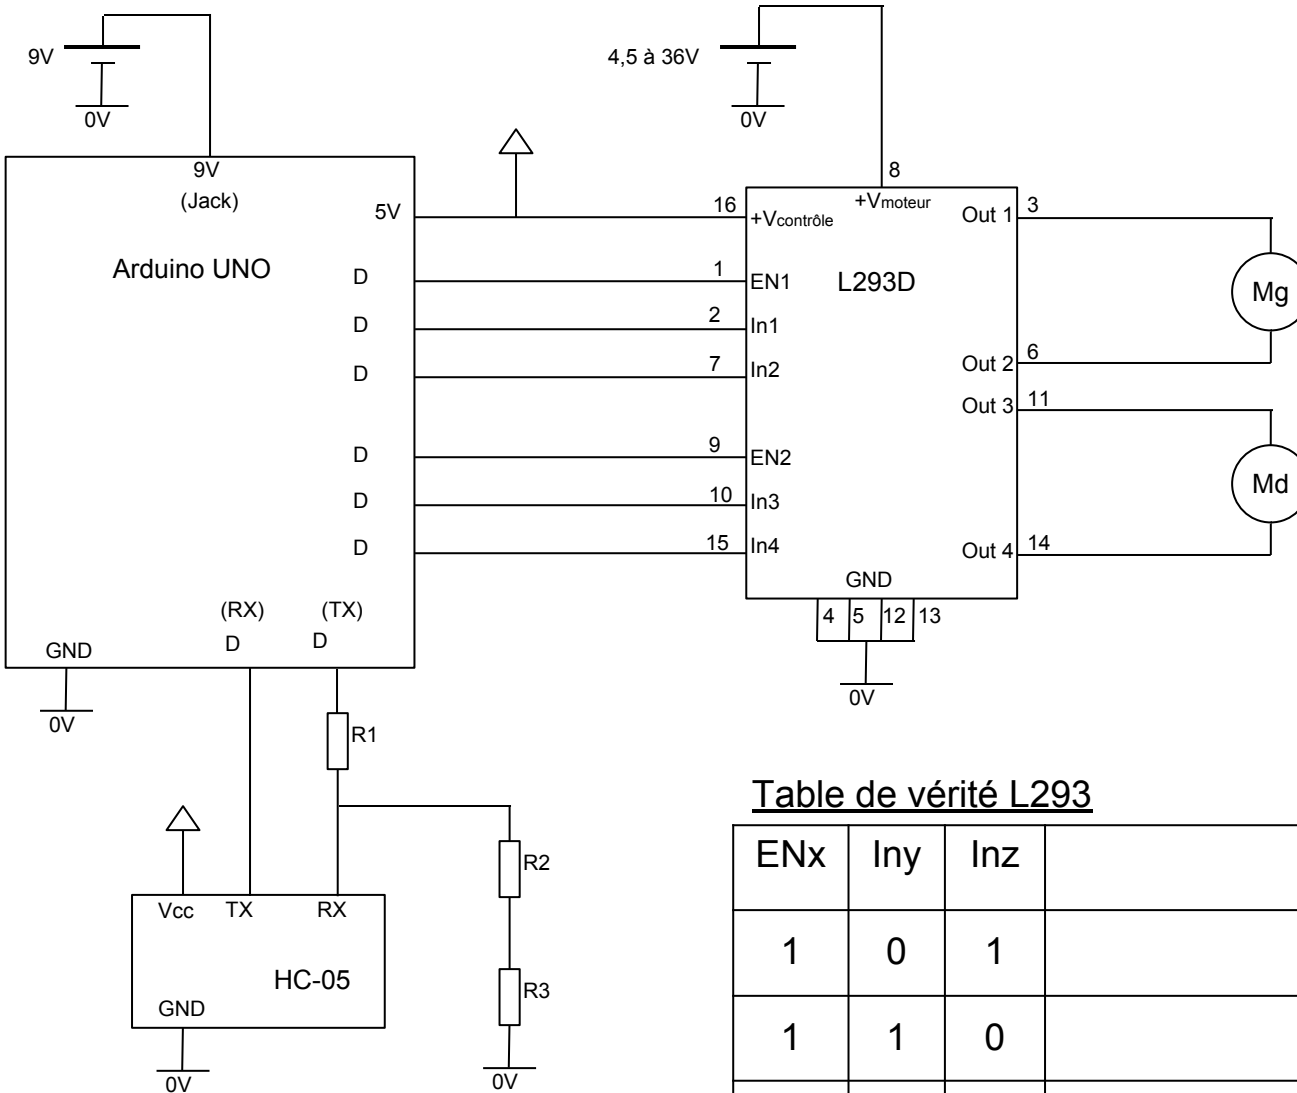 9V
0V
4,5 à 36V
0V
9V
(Jack)
5V
Arduino UNO
D
D
D
D
D
D
(RX)
(TX)
D
D
GND
0V
16
1
2
7
9
10
15
8
+Vmoteur
+Vcontrôle
EN1
L293D
In1
In2
EN2
In3
In4
Out 1
3
Out 2
6
Out 3
11
Out 4
14
Mg
Md
GND
4
5
12
13
0V
R1
R2
R3
0V
Vcc
TX
RX
HC-05
GND
0V
Table de vérité L293
ENx Iny Inz
1 0 1
1 1 0